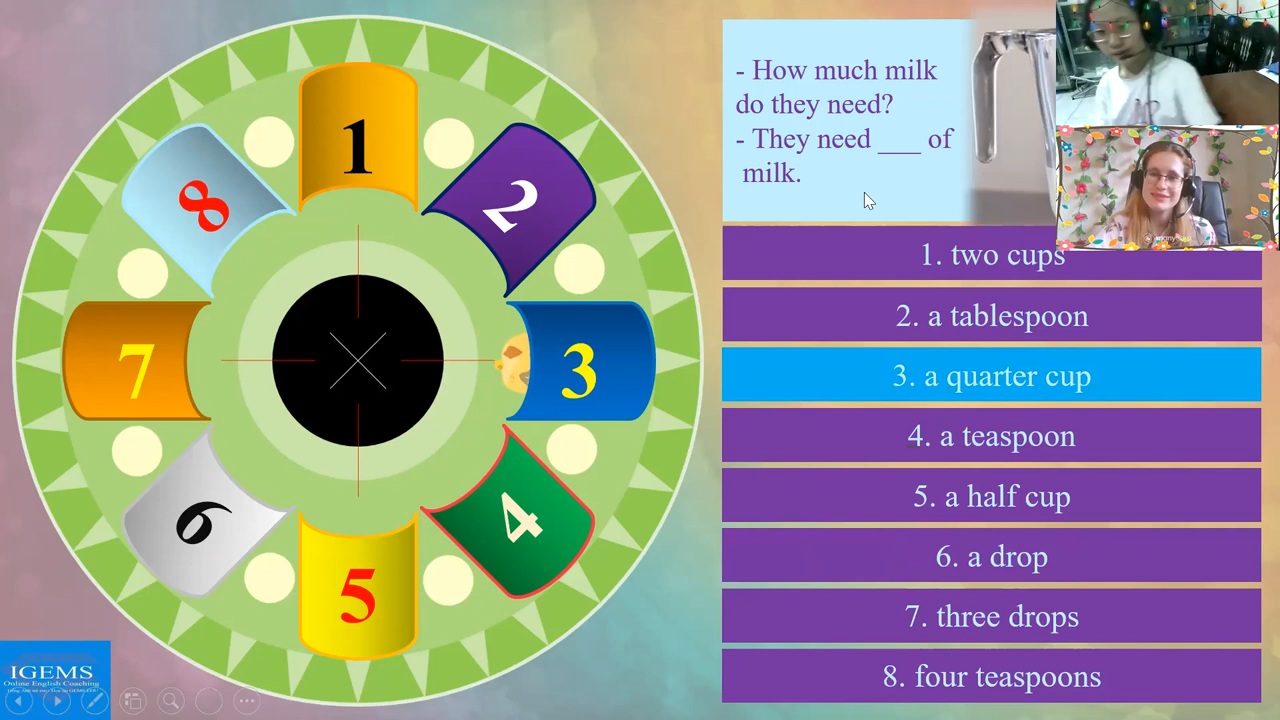 - How much milk
do they need?
- They need ___ of
milk.
1. two cups
2. a tablespoon
3. a quarter cup
4. a teaspoon
5. a half cup
6. a drop
7. three drops
8. four teaspoons
1
2
3
4
5
6
7
8
IGEMS
Online English Coaching